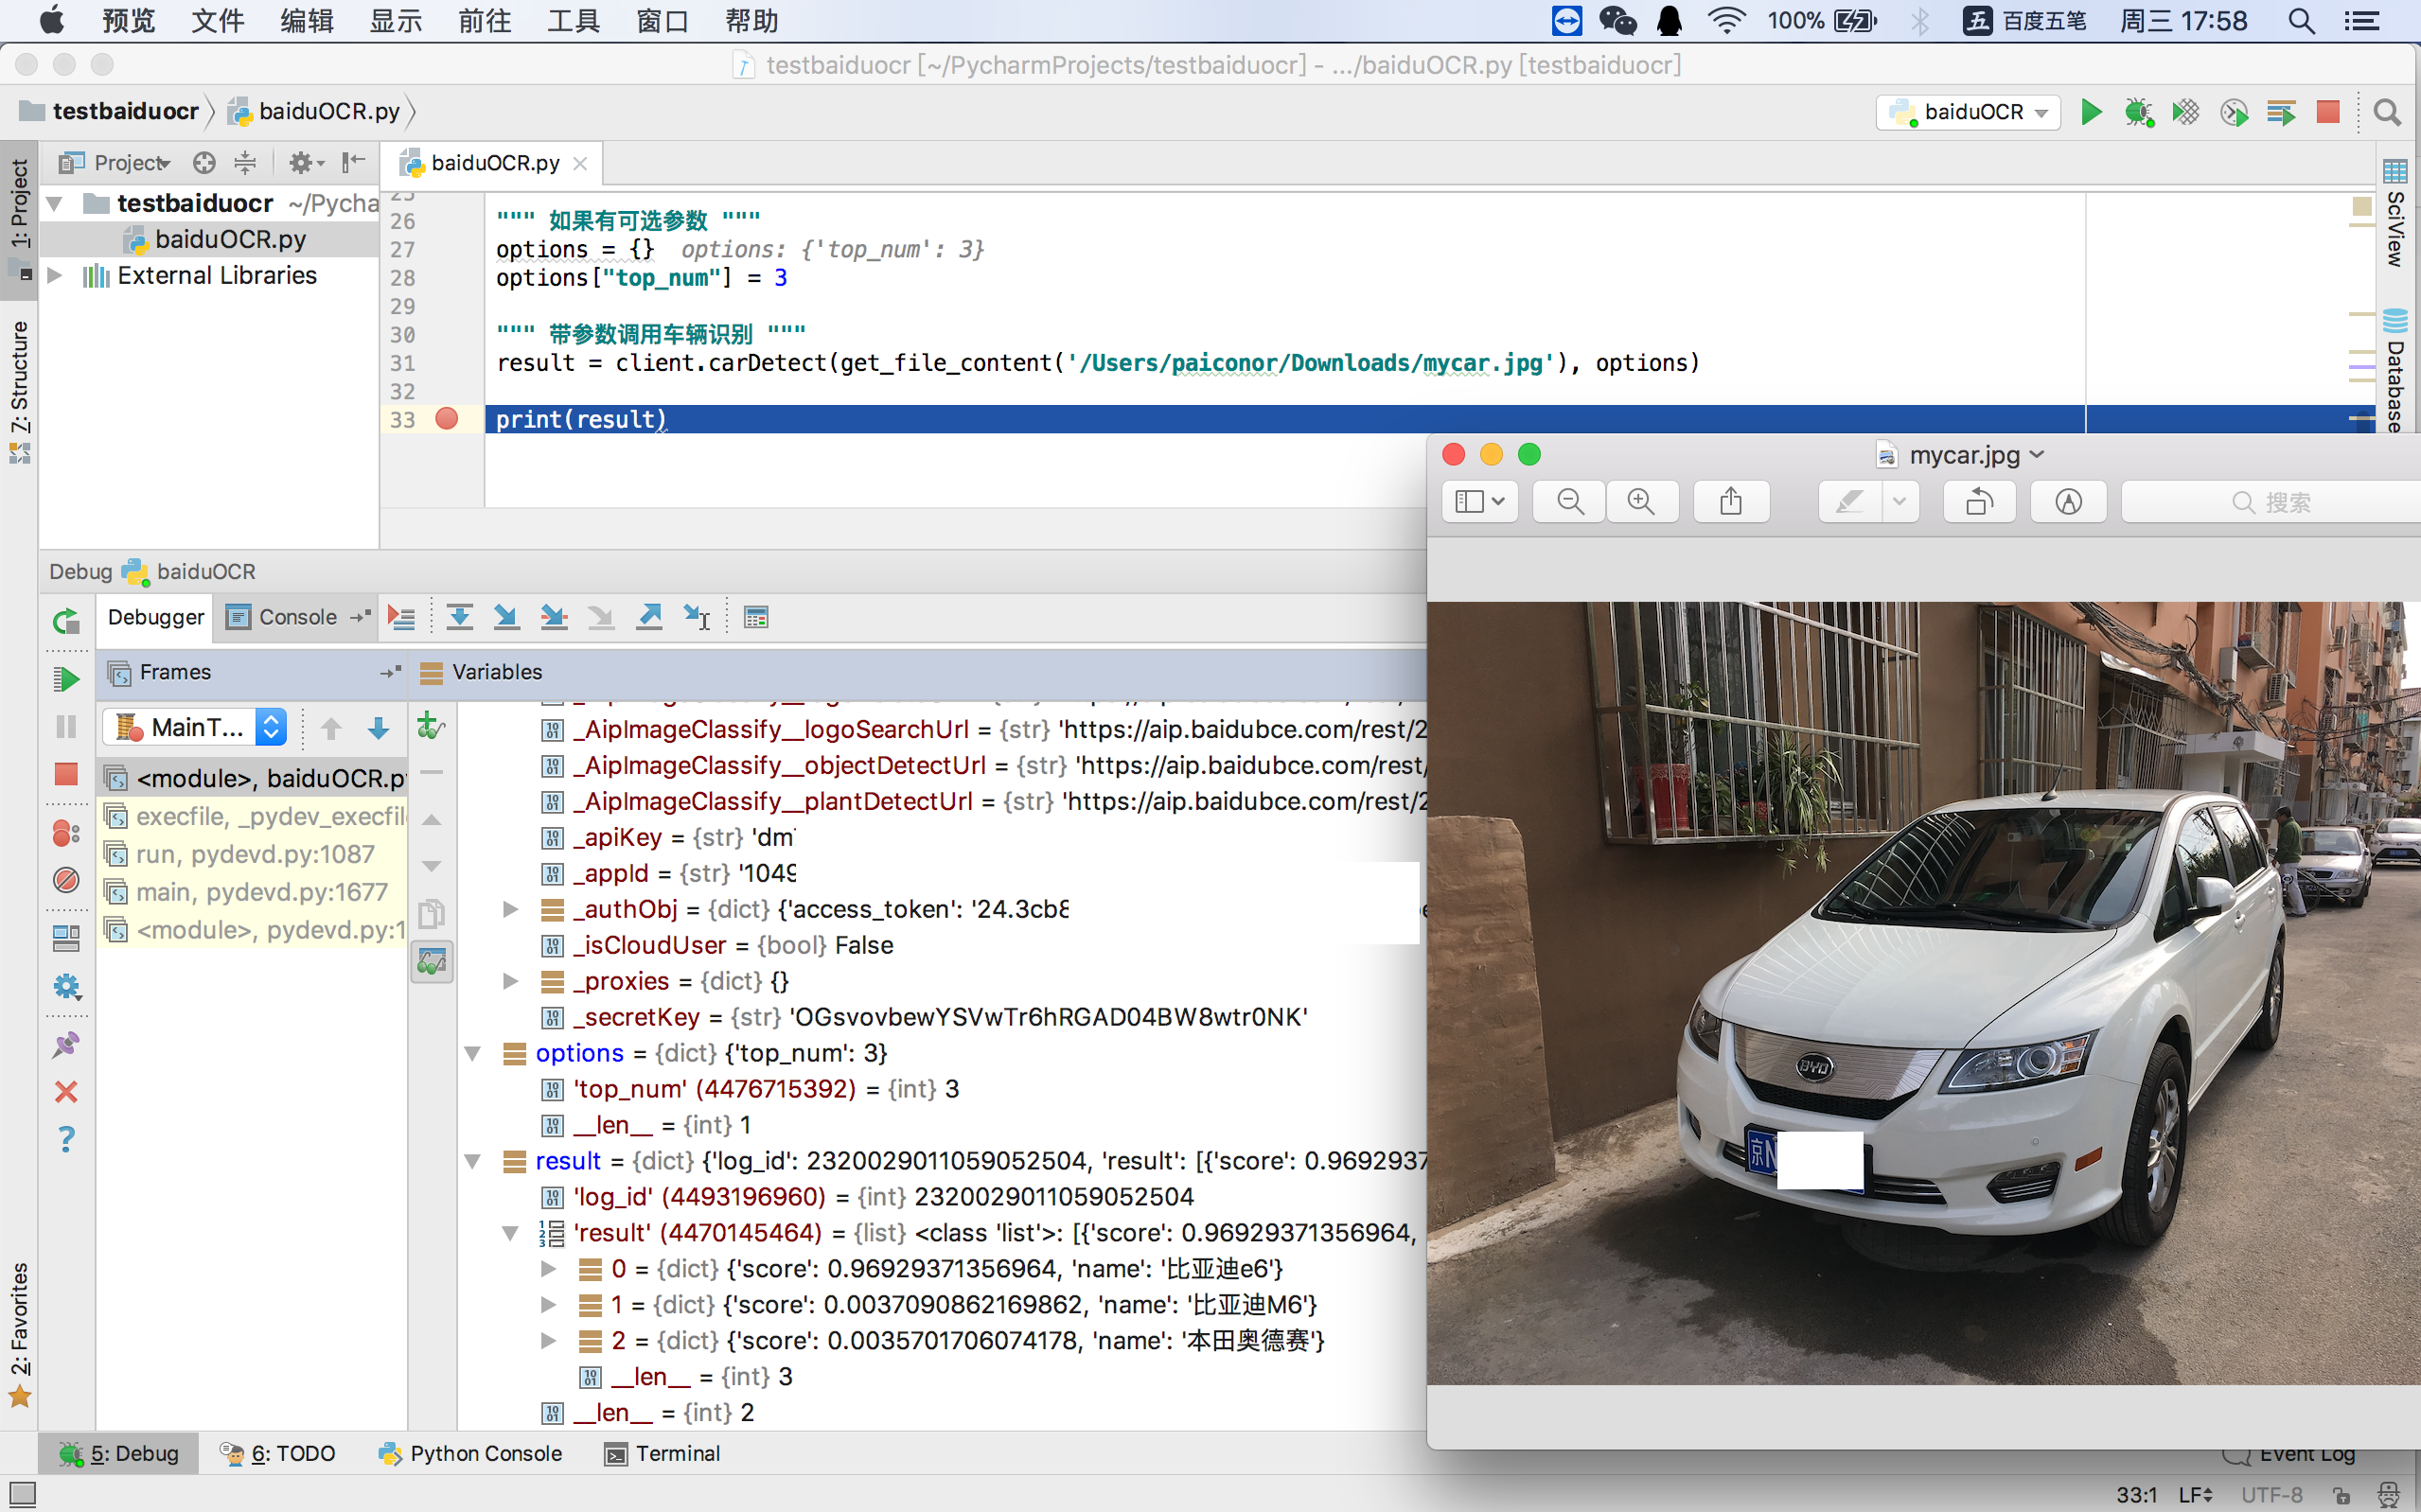 预览 文件 编辑 显示 前往 工具 窗口 帮助 100% 五 百度五笔 周三 17:58
testbaiduocr [~/PycharmProjects/testbaiduocr] - .../baiduOCR.py [testbaiduocr]
testbaiduocr baiduOCR.py baiduOCR
1: Project
Project
baiduOCR.py
testbaiduocr ~/Pycha
baiduOCR.py
External Libraries
7: Structure
25
26 """ 如果有可选参数 """
27 options = {} options: {'top_num': 3}
28 options["top_num"] = 3
29
30 """ 带参数调用车辆识别 """
31 result = client.carDetect(get_file_content('/Users/paiconor/Downloads/mycar.jpg'), options)
32
33 print(result)
SciView
Database
mycar.jpg
搜索
Debug baiduOCR
Debugger Console
Frames Variables
MainT...
<module>, baiduOCR.py
execfile, _pydev_execfil
run, pydevd.py:1087
main, pydevd.py:1677
<module>, pydevd.py:1
_AipImageClassify__logoSearchUrl = {str} 'https://aip.baidubce.com/rest/2
_AipImageClassify__objectDetectUrl = {str} 'https://aip.baidubce.com/rest/
_AipImageClassify__plantDetectUrl = {str} 'https://aip.baidubce.com/rest/2
_apiKey = {str} 'dm
_appId = {str} '1049
_authObj = {dict} {'access_token': '24.3cb8
_isCloudUser = {bool} False
_proxies = {dict} {}
_secretKey = {str} 'OGsvovbewYSVwTr6hRGAD04BW8wtr0NK'
options = {dict} {'top_num': 3}
'top_num' (4476715392) = {int} 3
__len__ = {int} 1
result = {dict} {'log_id': 2320029011059052504, 'result': [{'score': 0.9692937
'log_id' (4493196960) = {int} 2320029011059052504
'result' (4470145464) = {list} <class 'list'>: [{'score': 0.96929371356964,
0 = {dict} {'score': 0.96929371356964, 'name': '比亚迪e6'}
1 = {dict} {'score': 0.0037090862169862, 'name': '比亚迪M6'}
2 = {dict} {'score': 0.0035701706074178, 'name': '本田奥德赛'}
__len__ = {int} 3
__len__ = {int} 2
BYD
京N
2: Favorites
5: Debug 6: TODO Python Console Terminal Event Log
33:1 LF UTF-8